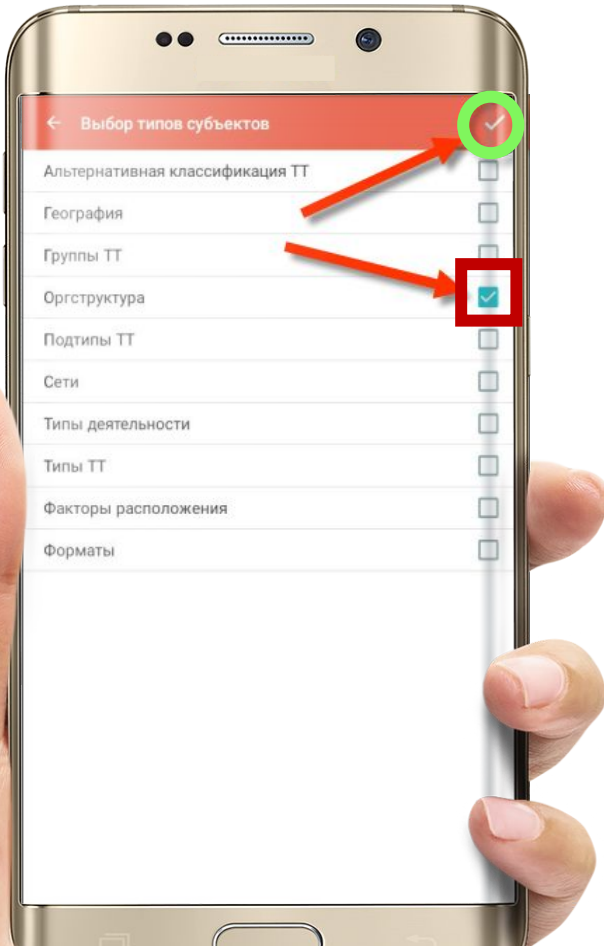 Выбор типов субъектов
Альтернативная классификация ТТ
География
Группы ТТ
Оргструктура
Подтипы ТТ
Сети
Типы деятельности
Типы ТТ
Факторы расположения
Форматы